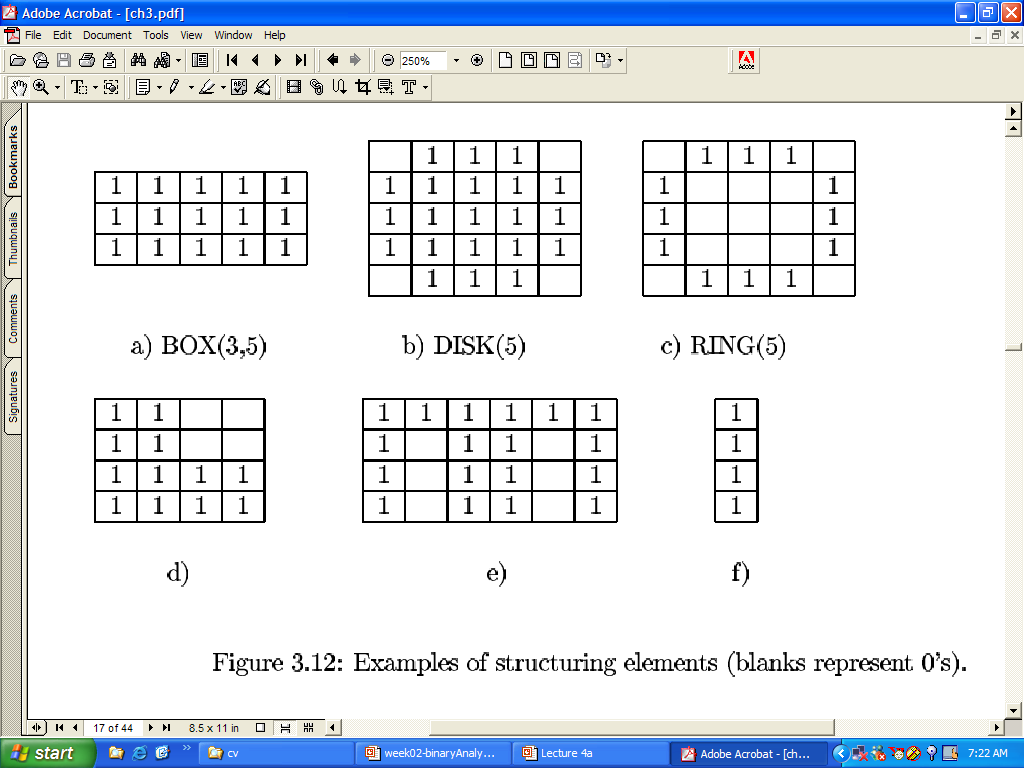 Adobe Acrobat - [ch3.pdf]
File Edit Document Tools View Window Help
250%
Adobe
Bookmarks
Thumbnails
Comments
Signatures
1 1 1
1 1 1 1 1
1 1 1 1 1
1 1 1 1 1
1 1 1
1 1 1 1 1
1 1 1 1 1
1 1 1 1 1
1 1 1
1 1
1 1
1 1
1 1 1
a) BOX(3,5) b) DISK(5) c) RING(5)
1 1
1 1
1 1 1 1
1 1 1 1
1 1 1 1 1 1
1 1 1 1
1 1 1 1
1 1 1 1
1
1
1
1
d) e) f)
Figure 3.12: Examples of structuring elements (blanks represent 0's).
17 of 44 8.5 x 11 in
start cv week02-binaryAnaly... Lecture 4a Adobe Acrobat - [ch... 7:22 AM